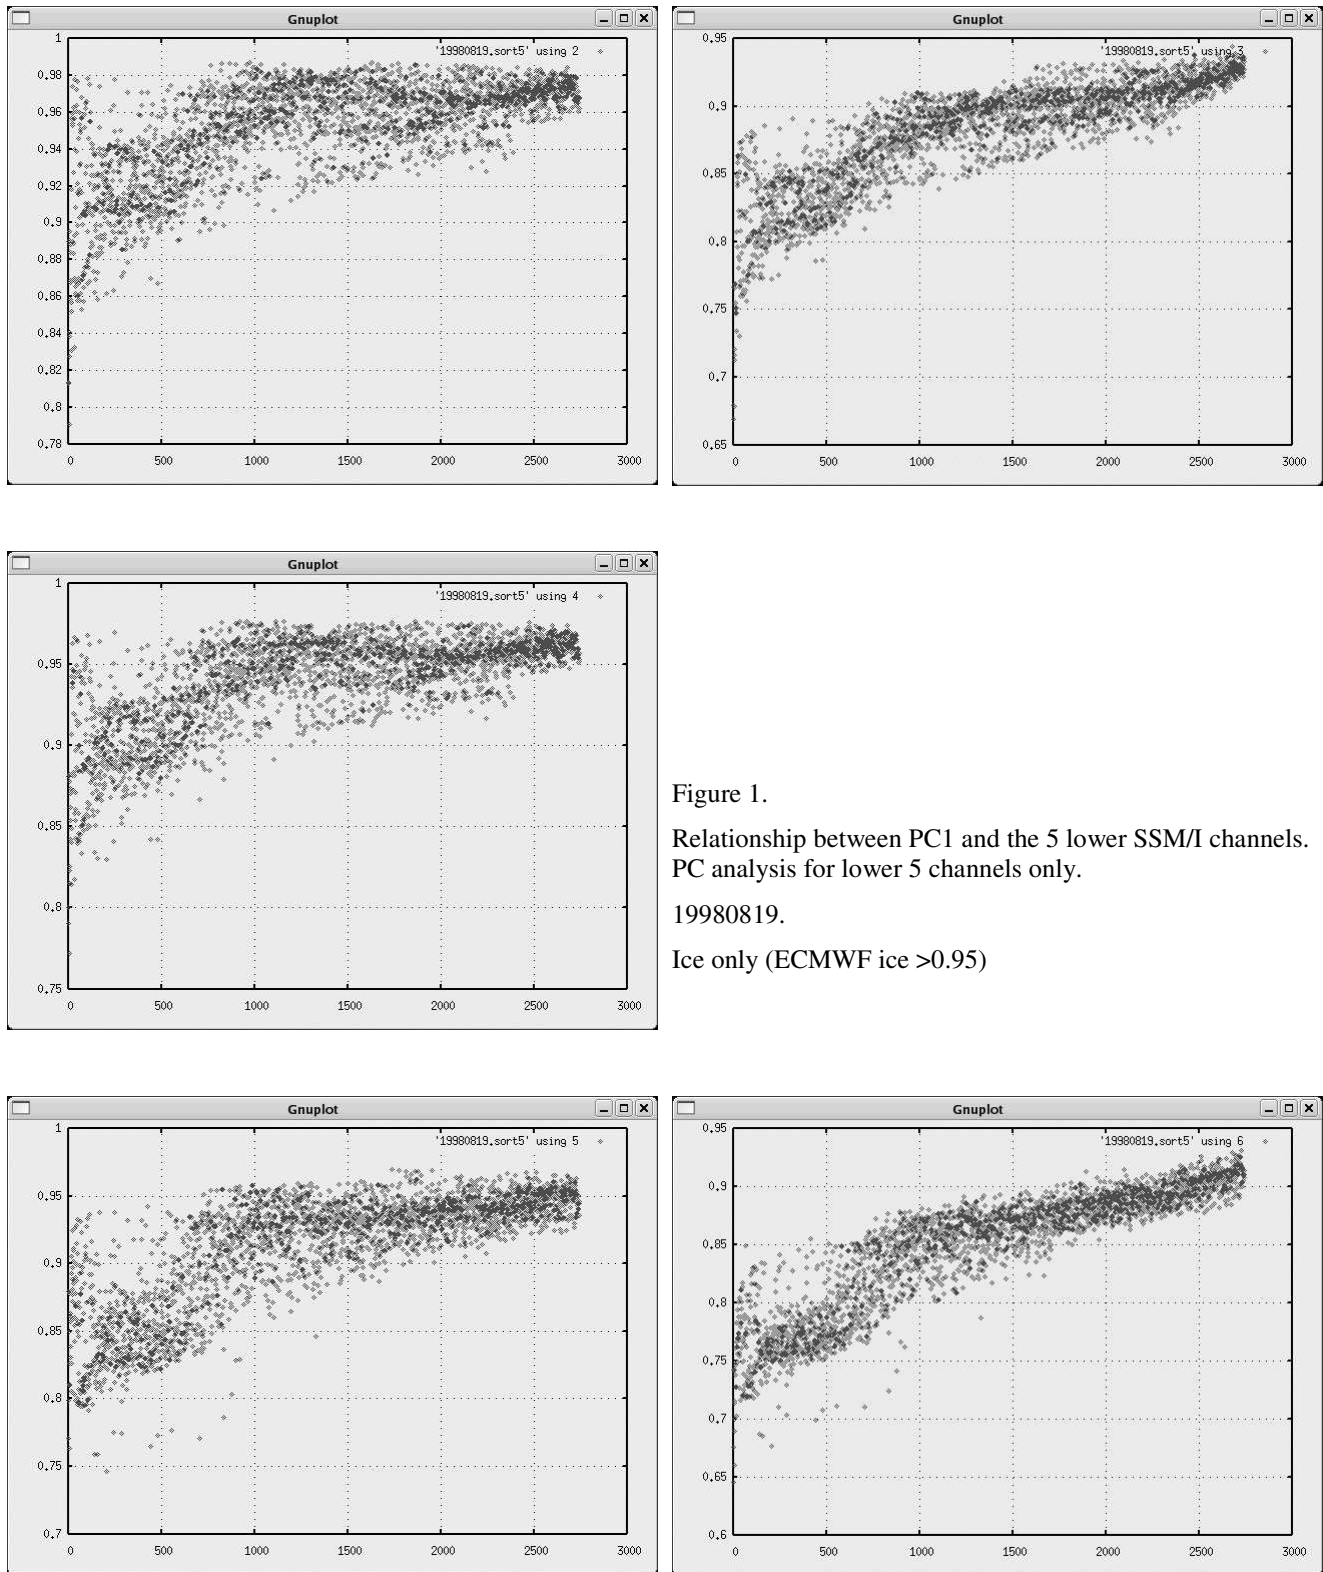 Gnuplot
'19980819.sort5' using 2
1
0.98
0.96
0.94
0.92
0.9
0.88
0.86
0.84
0.82
0.8
0.78
0 500 1000 1500 2000 2500 3000
Gnuplot
'19980819.sort5' using 3
0.95
0.9
0.85
0.8
0.75
0.7
0.65
0 500 1000 1500 2000 2500 3000
Gnuplot
'19980819.sort5' using 4
1
0.95
0.9
0.85
0.8
0.75
0 500 1000 1500 2000 2500 3000
Figure 1.
Relationship between PC1 and the 5 lower SSM/I channels.
PC analysis for lower 5 channels only.
19980819.
Ice only (ECMWF ice >0.95)
Gnuplot
'19980819.sort5' using 5
1
0.95
0.9
0.85
0.8
0.75
0.7
0 500 1000 1500 2000 2500 3000
Gnuplot
'19980819.sort5' using 6
0.95
0.9
0.85
0.8
0.75
0.7
0.65
0.6
0 500 1000 1500 2000 2500 3000